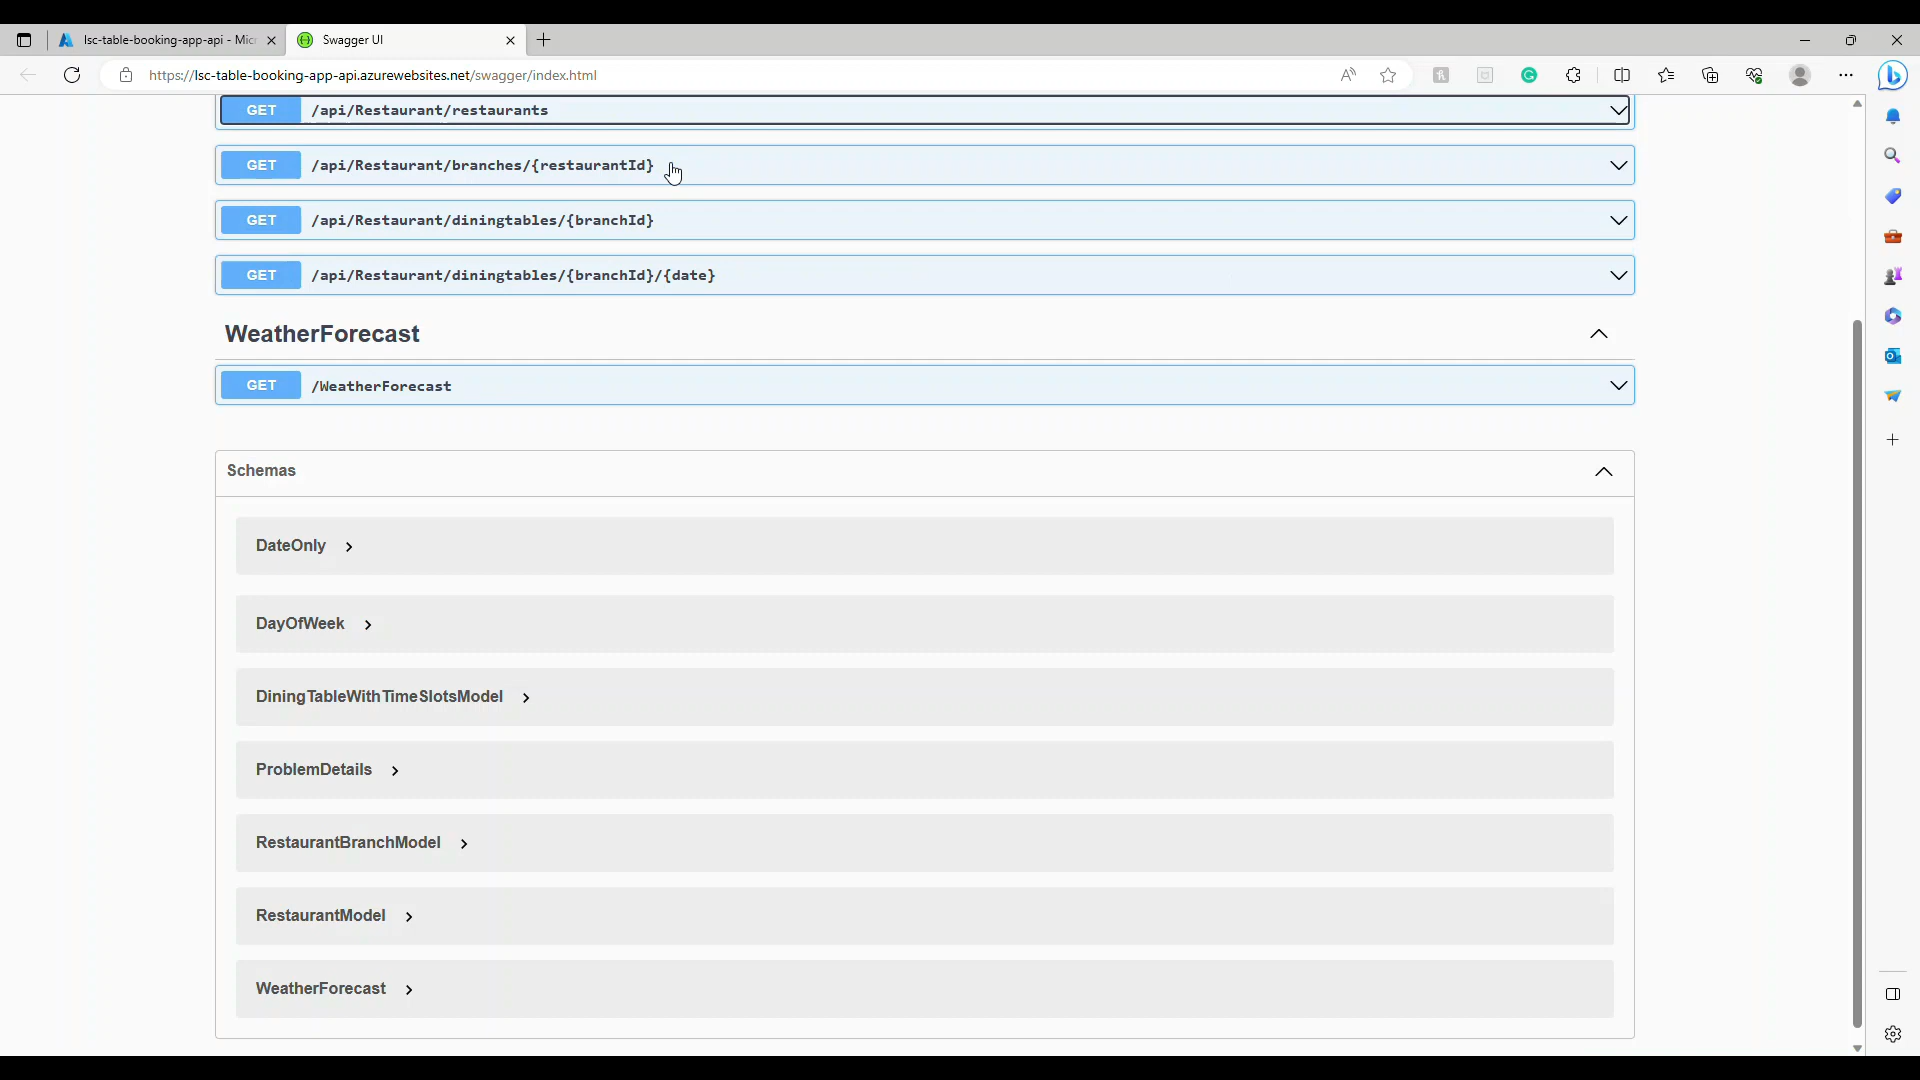 lsc-table-booking-app-api - Micr
Swagger UI
https://lsc-table-booking-app-api.azurewebsites.net/swagger/index.html
GET /api/Restaurant/restaurants
GET /api/Restaurant/branches/{restaurantId}
GET /api/Restaurant/diningtables/{branchId}
GET /api/Restaurant/diningtables/{branchId}/{date}
WeatherForecast
GET /WeatherForecast
Schemas
DateOnly
DayOfWeek
DiningTableWithTimeSlotsModel
ProblemDetails
RestaurantBranchModel
RestaurantModel
WeatherForecast